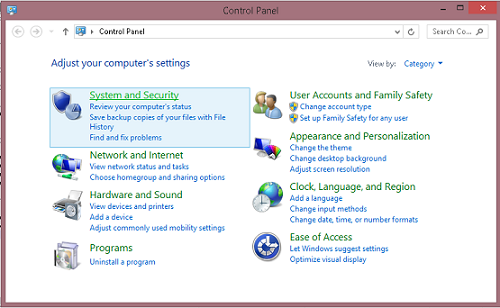 Control Panel
Control Panel
Search Co...
Adjust your computer's settings
View by: Category
System and Security
Review your computer's status
Save backup copies of your files with File
History
Find and fix problems
Network and Internet
View network status and tasks
Choose homegroup and sharing options
Hardware and Sound
View devices and printers
Add a device
Adjust commonly used mobility settings
Programs
Uninstall a program
User Accounts and Family Safety
Change account type
Set up Family Safety for any user
Appearance and Personalization
Change the theme
Change desktop background
Adjust screen resolution
Clock, Language, and Region
Add a language
Change input methods
Change date, time, or number formats
Ease of Access
Let Windows suggest settings
Optimize visual display